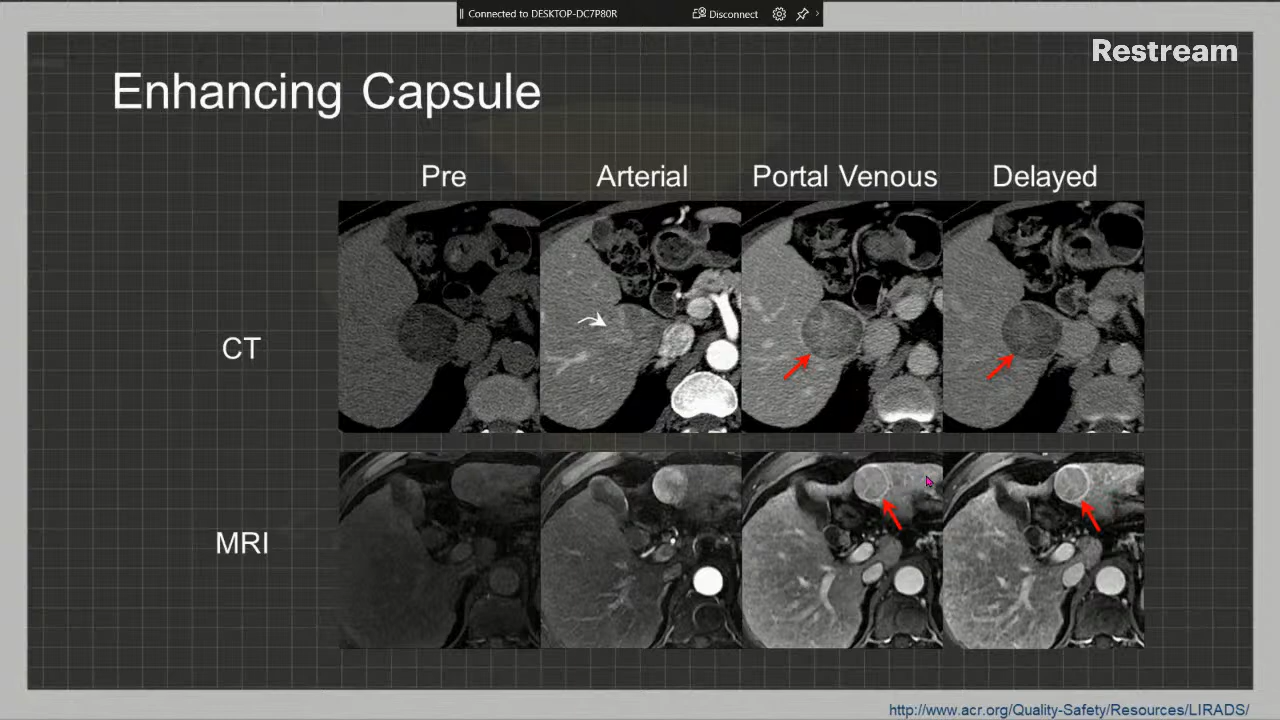 Connected to DESKTOP-DC7P80R Disconnect
Restream
Enhancing Capsule
Pre Arterial Portal Venous Delayed
CT
MRI
http://www.acr.org/Quality-Safety/Resources/LIRADS/